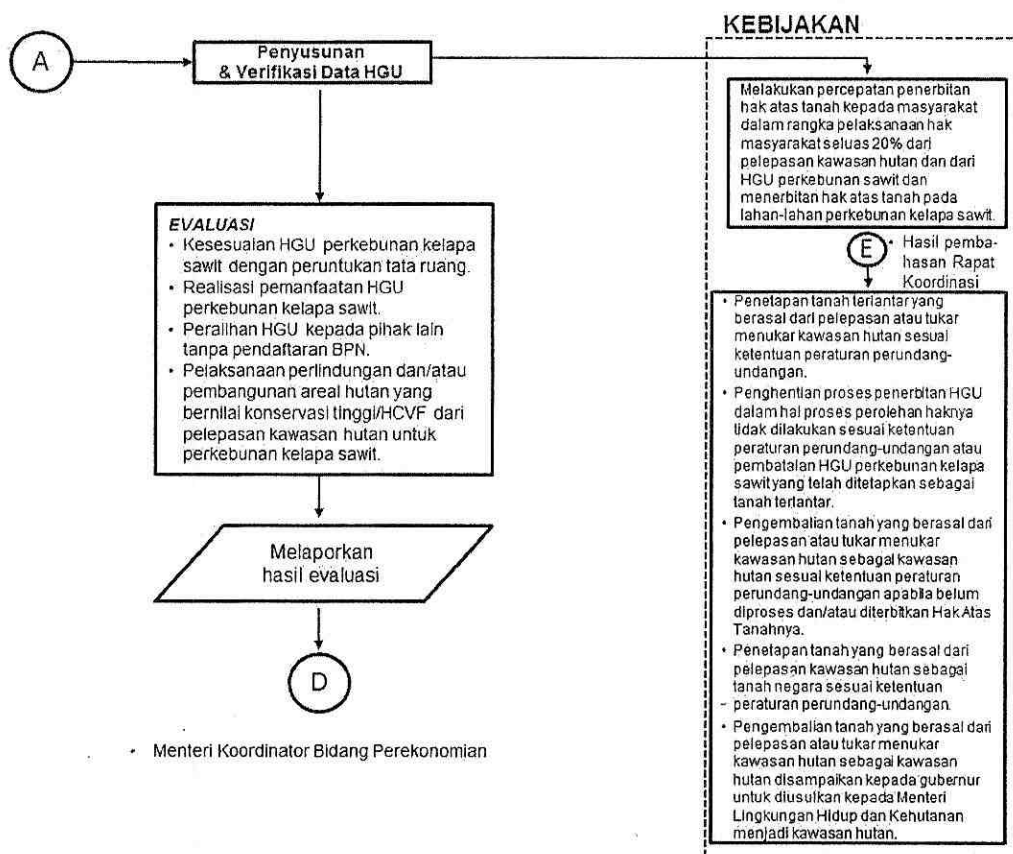 KEBIJAKAN
A
Penyusunan
& Verifikasi Data HGU
Melakukan percepatan penerbitan
hak atas tanah kepada masyarakat
dalam rangka pelaksanaan hak
masyarakat seluas 20% dari
pelepasan kawasan hutan dan dari
HGU perkebunan sawit dan
menerbitan hak atas tanah pada
lahan-lahan perkebunan kelapa sawit.
EVALUASI
• Kesesuaian HGU perkebunan kelapa
sawit dengan peruntukan tata ruang.
• Realisasi pemanfaatan HGU
perkebunan kelapa sawit.
• Peralihan HGU kepada pihak lain
tanpa pendaftaran BPN.
• Pelaksanaan perlindungan dan/atau
pembangunan areal hutan yang
bernilai konservasi tinggi/HCVF dari
pelepasan kawasan hutan untuk
perkebunan kelapa sawit.
Melaporkan
hasil evaluasi
D
• Menteri Koordinator Bidang Perekonomian
E
• Hasil pemba-
hasan Rapat
Koordinasi
• Penetapan tanah terlantar yang
berasal dari pelepasan atau tukar
menukar kawasan hutan sesuai
ketentuan peraturan perundang-
undangan.
• Penghentian proses penerbitan HGU
dalam hal proses perolehan haknya
tidak dilakukan sesuai ketentuan
peraturan perundang-undangan atau
pembatalan HGU perkebunan kelapa
sawit yang telah ditetapkan sebagai
tanah terlantar.
• Pengembalian tanah yang berasal dari
pelepasan atau tukar menukar
kawasan hutan sebagai kawasan
hutan sesuai ketentuan peraturan
perundang-undangan apabila belum
diproses dan/atau diterbitkan Hak Atas
Tanahnya.
• Penetapan tanah yang berasal dari
pelepasan kawasan hutan sebagai
tanah negara sesuai ketentuan
- peraturan perundang-undangan.
• Pengembalian tanah yang berasal dari
pelepasan atau tukar menukar
kawasan hutan sebagai kawasan
hutan disampaikan kepada gubernur
untuk diusulkan kepada Menteri
Lingkungan Hidup dan Kehutanan
menjadi kawasan hutan.